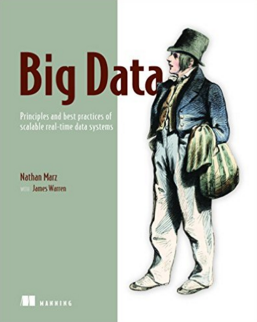 Big Data
Principles and best practices of
scalable real-time data systems
Nathan Marz
WITH James Warren
MANNING